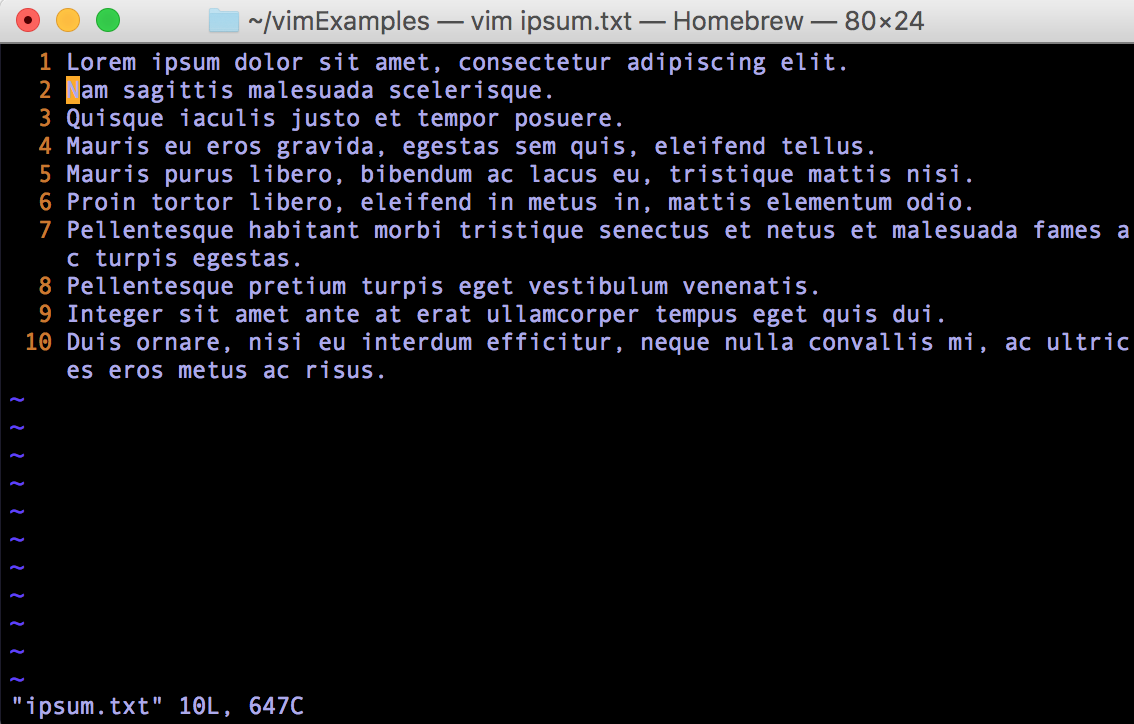 ~/vimExamples — vim ipsum.txt — Homebrew — 80×24
1 Lorem ipsum dolor sit amet, consectetur adipiscing elit.
2 Nam sagittis malesuada scelerisque.
3 Quisque iaculis justo et tempor posuere.
4 Mauris eu eros gravida, egestas sem quis, eleifend tellus.
5 Mauris purus libero, bibendum ac lacus eu, tristique mattis nisi.
6 Proin tortor libero, eleifend in metus in, mattis elementum odio.
7 Pellentesque habitant morbi tristique senectus et netus et malesuada fames a
c turpis egestas.
8 Pellentesque pretium turpis eget vestibulum venenatis.
9 Integer sit amet ante at erat ullamcorper tempus eget quis dui.
10 Duis ornare, nisi eu interdum efficitur, neque nulla convallis mi, ac ultric
es eros metus ac risus.
~
~
~
~
~
~
~
~
~
~
~
"ipsum.txt" 10L, 647C